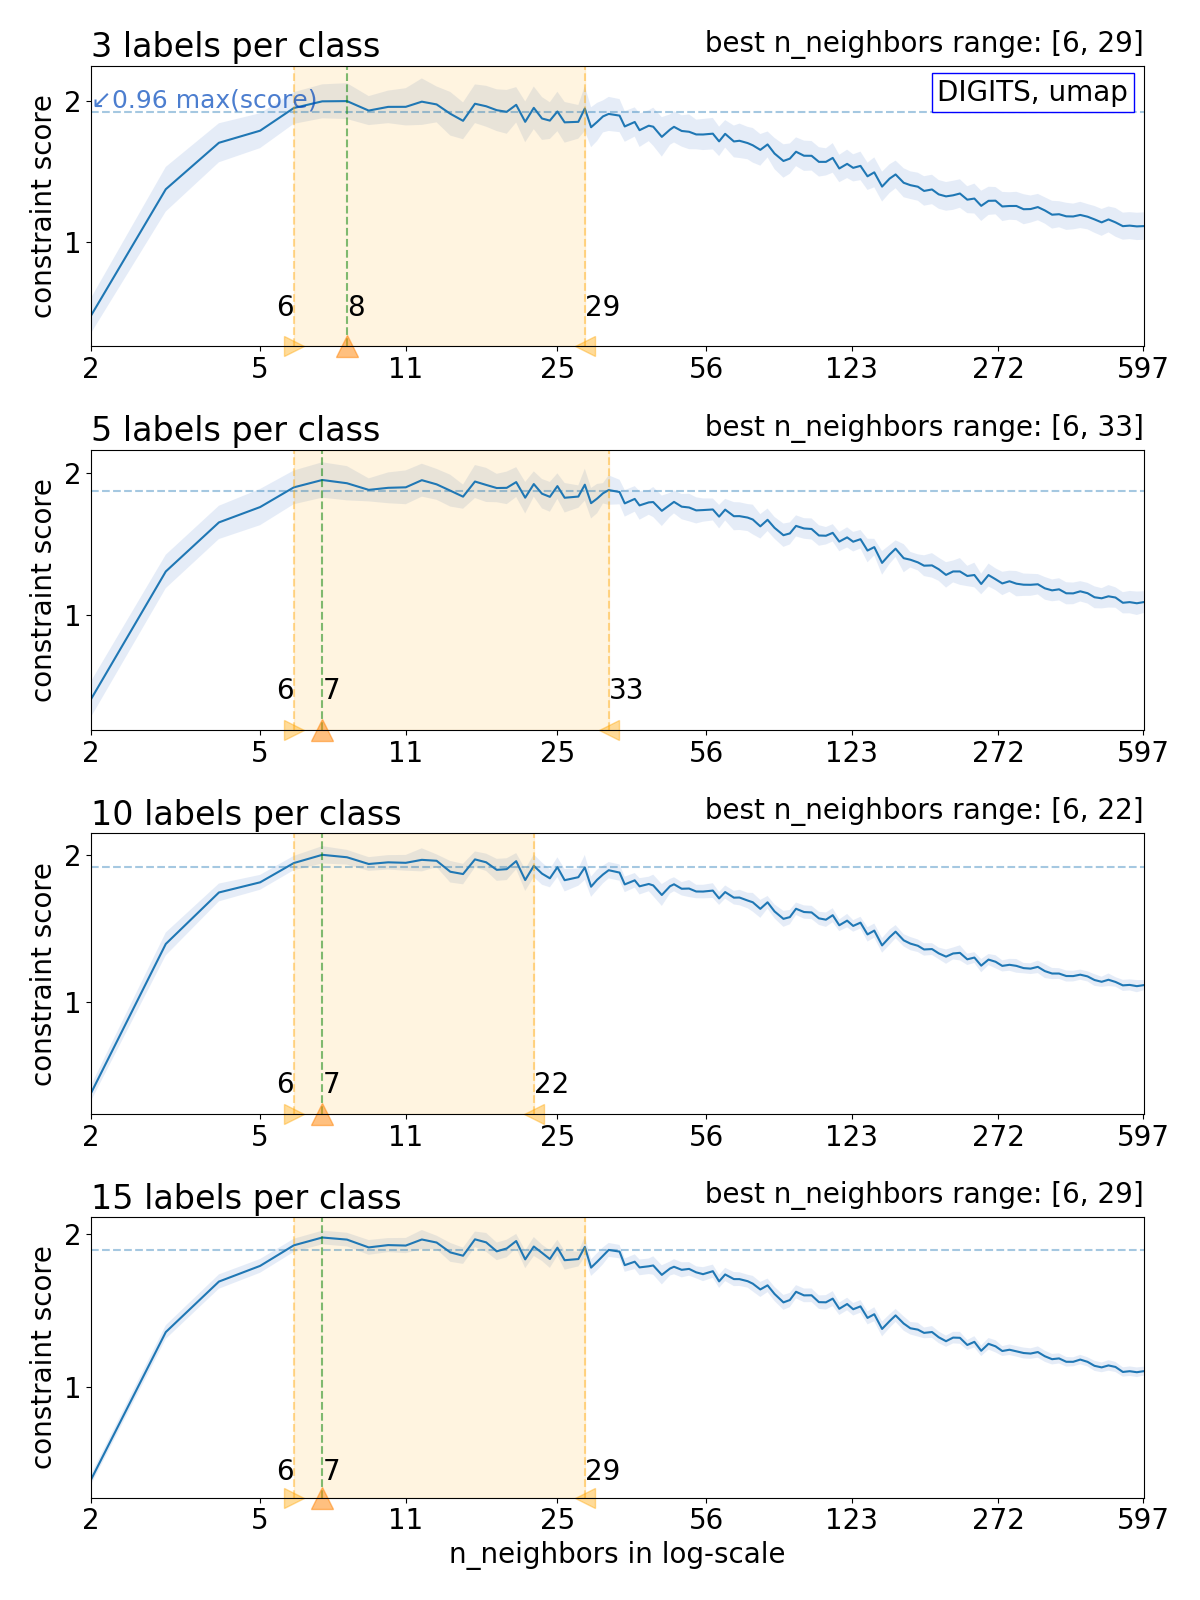 3 labels per class
best n_neighbors range: [6, 29]
↙0.96 max(score)
DIGITS, umap
constraint score
2
1
6
8
29
2 5 11 25 56 123 272 597
5 labels per class
best n_neighbors range: [6, 33]
constraint score
2
1
6
7
33
2 5 11 25 56 123 272 597
10 labels per class
best n_neighbors range: [6, 22]
constraint score
2
1
6
7
22
2 5 11 25 56 123 272 597
15 labels per class
best n_neighbors range: [6, 29]
constraint score
2
1
6
7
29
2 5 11 25 56 123 272 597
n_neighbors in log-scale